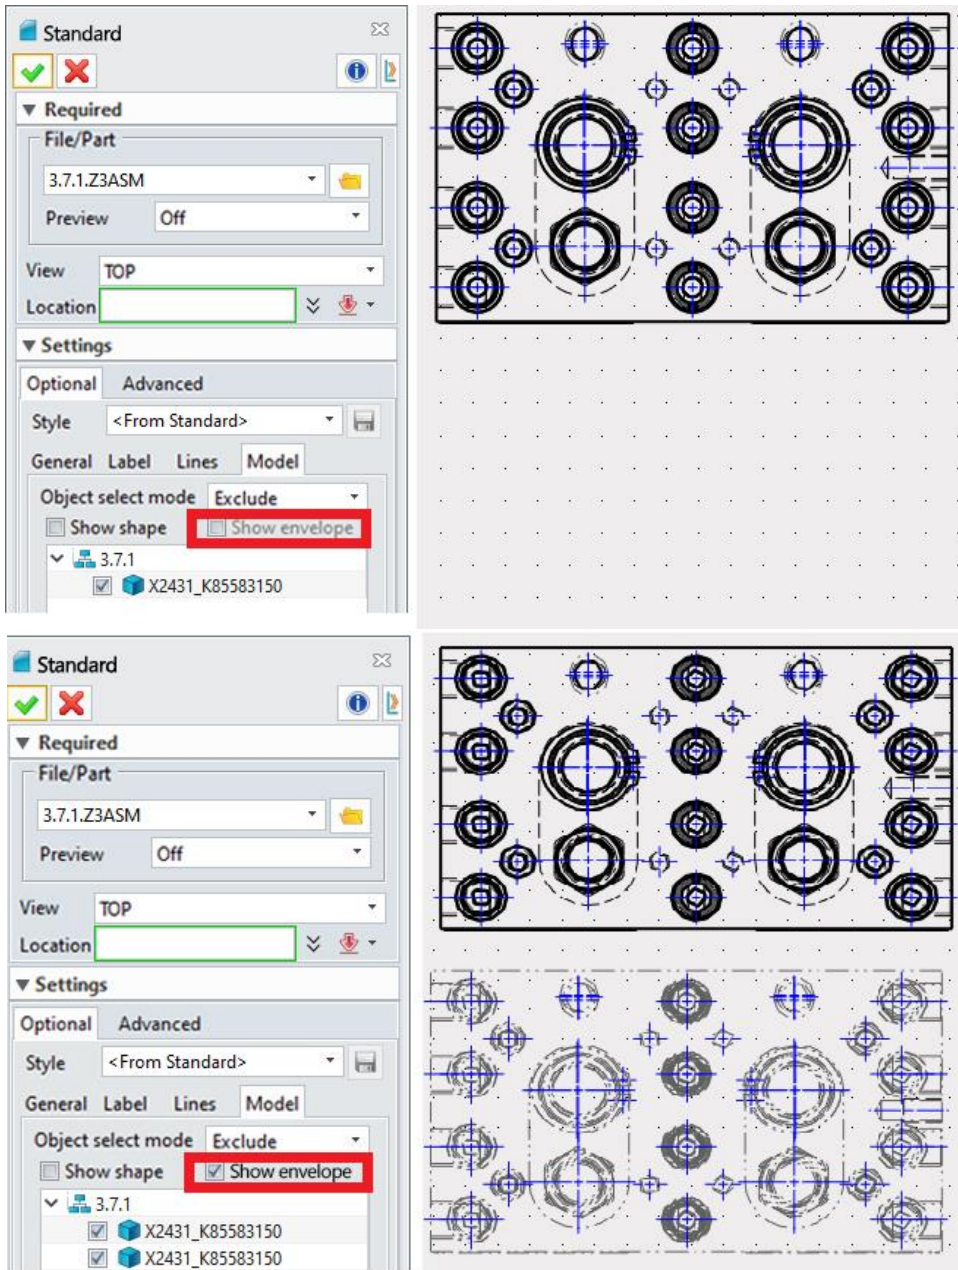 Standard
Required
File/Part
3.7.1.Z3ASM
Preview Off
View TOP
Location
Settings
Optional Advanced
Style <From Standard>
General Label Lines Model
Object select mode Exclude
Show shape Show envelope
3.7.1
X2431_K85583150
Standard
Required
File/Part
3.7.1.Z3ASM
Preview Off
View TOP
Location
Settings
Optional Advanced
Style <From Standard>
General Label Lines Model
Object select mode Exclude
Show shape Show envelope
3.7.1
X2431_K85583150
X2431_K85583150